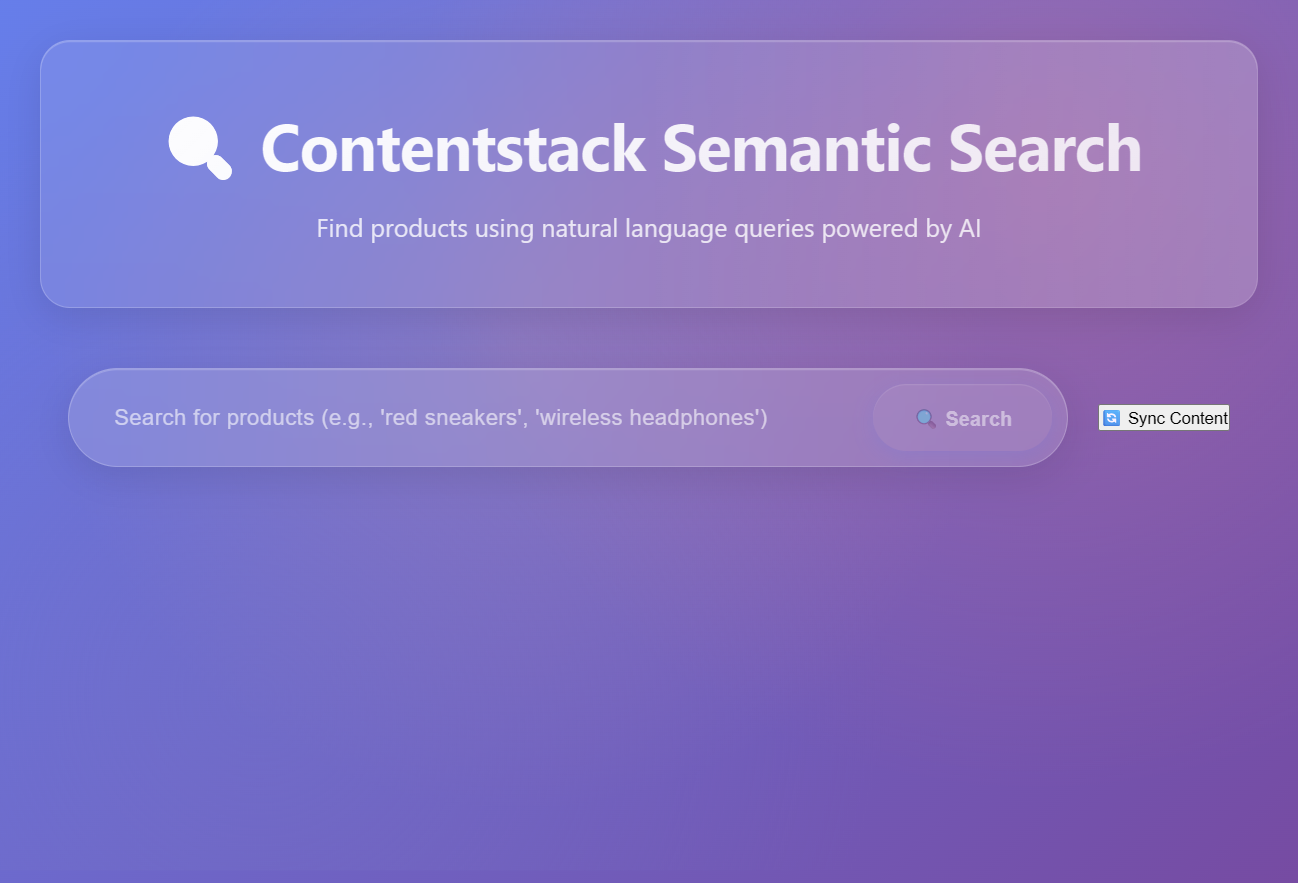 Contentstack Semantic Search
Find products using natural language queries powered by AI
Search for products (e.g., 'red sneakers', 'wireless headphones')
Search
Sync Content